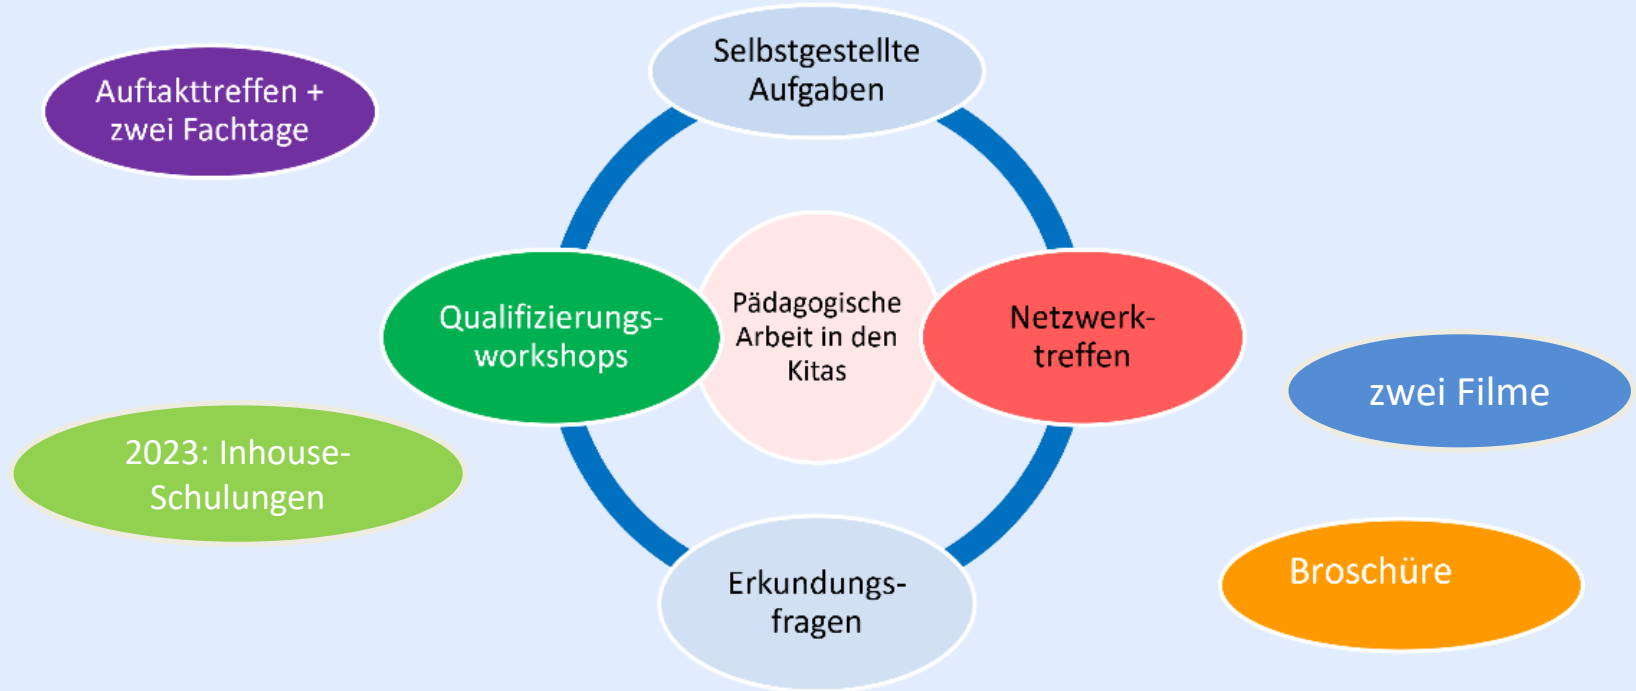 Selbstgestellte
Aufgaben
Auftakttreffen +
zwei Fachtage
Qualifizierungs-
workshops
Pädagogische
Arbeit in den
Kitas
Netzwerk-
treffen
zwei Filme
2023: Inhouse-
Schulungen
Erkundungs-
fragen
Broschüre